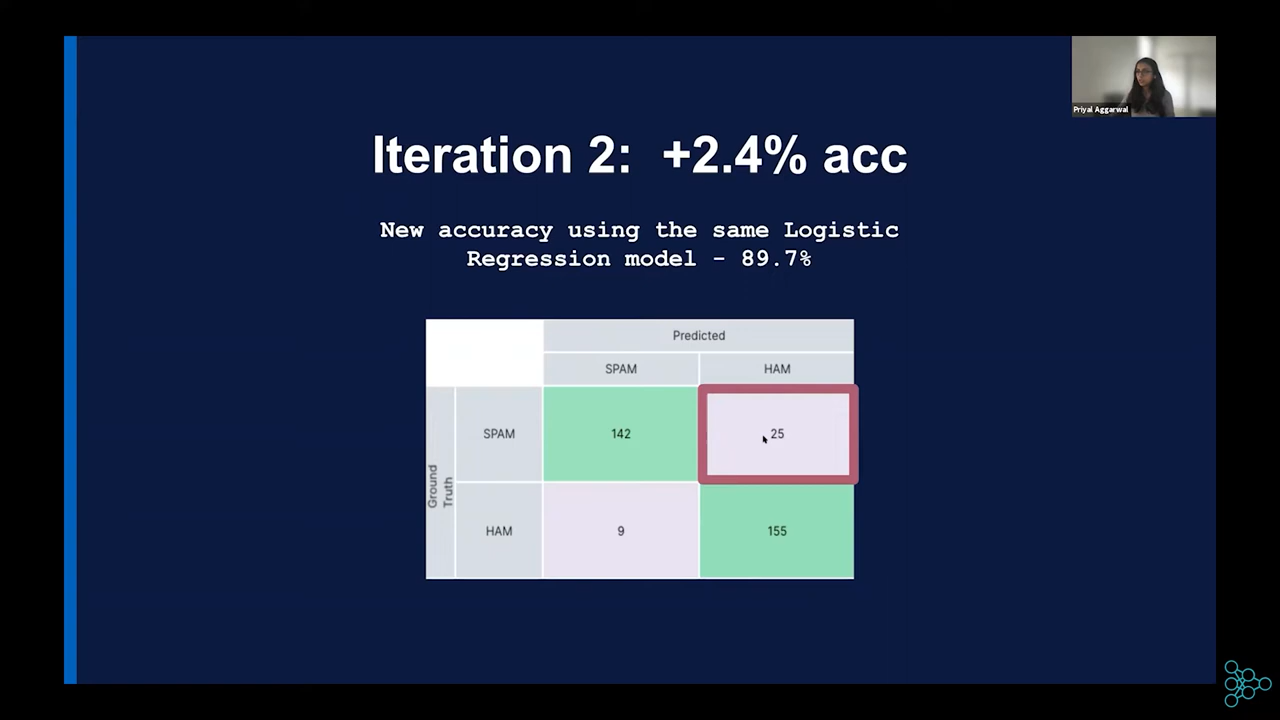 Priyal Aggarwal
Iteration 2: +2.4% acc
New accuracy using the same Logistic
Regression model - 89.7%
Predicted
SPAM HAM
Ground
Truth
SPAM 142 25
HAM 9 155